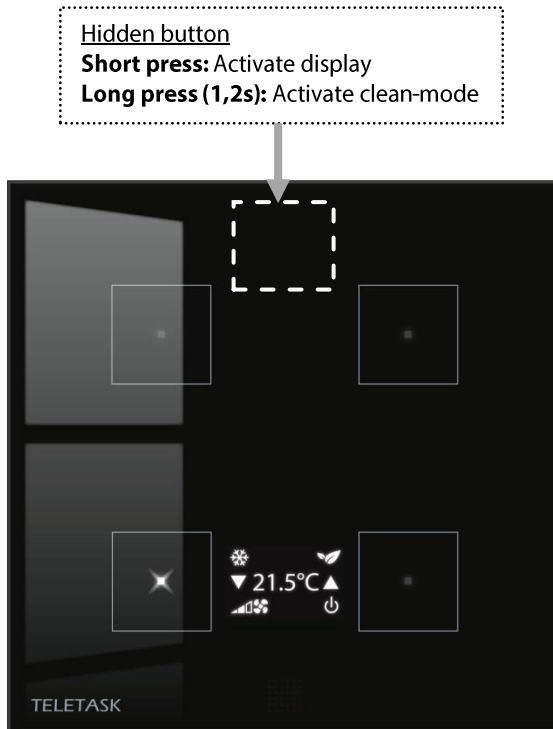 Hidden button
Short press: Activate display
Long press (1,2s): Activate clean-mode
▼ 21.5°C ▲
TELETASK